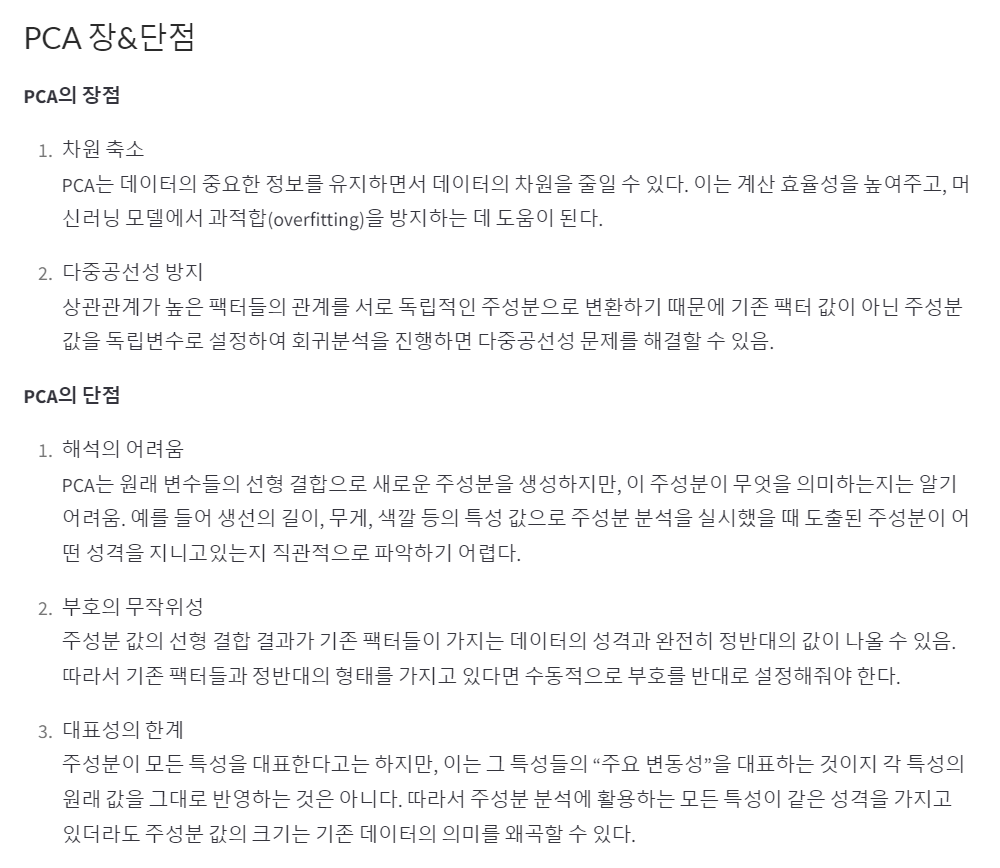 PCA 장&단점
PCA의 장점
1. 차원 축소
PCA는 데이터의 중요한 정보를 유지하면서 데이터의 차원을 줄일 수 있다. 이는 계산 효율성을 높여주고, 머
신러닝 모델에서 과적합(overfitting)을 방지하는 데 도움이 된다.
2. 다중공선성 방지
상관관계가 높은 팩터들의 관계를 서로 독립적인 주성분으로 변환하기 때문에 기존 팩터 값이 아닌 주성분
값을 독립변수로 설정하여 회귀분석을 진행하면 다중공선성 문제를 해결할 수 있음.
PCA의 단점
1. 해석의 어려움
PCA는 원래 변수들의 선형 결합으로 새로운 주성분을 생성하지만, 이 주성분이 무엇을 의미하는지는 알기
어려움. 예를 들어 생선의 길이, 무게, 색깔 등의 특성 값으로 주성분 분석을 실시했을 때 도출된 주성분이 어
떤 성격을 지니고있는지 직관적으로 파악하기 어렵다.
2. 부호의 무작위성
주성분 값의 선형 결합 결과가 기존 팩터들이 가지는 데이터의 성격과 완전히 정반대의 값이 나올 수 있음.
따라서 기존 팩터들과 정반대의 형태를 가지고 있다면 수동적으로 부호를 반대로 설정해줘야 한다.
3. 대표성의 한계
주성분이 모든 특성을 대표한다고는 하지만, 이는 그 특성들의 “주요 변동성”을 대표하는 것이지 각 특성의
원래 값을 그대로 반영하는 것은 아니다. 따라서 주성분 분석에 활용하는 모든 특성이 같은 성격을 가지고
있더라도 주성분 값의 크기는 기존 데이터의 의미를 왜곡할 수 있다.